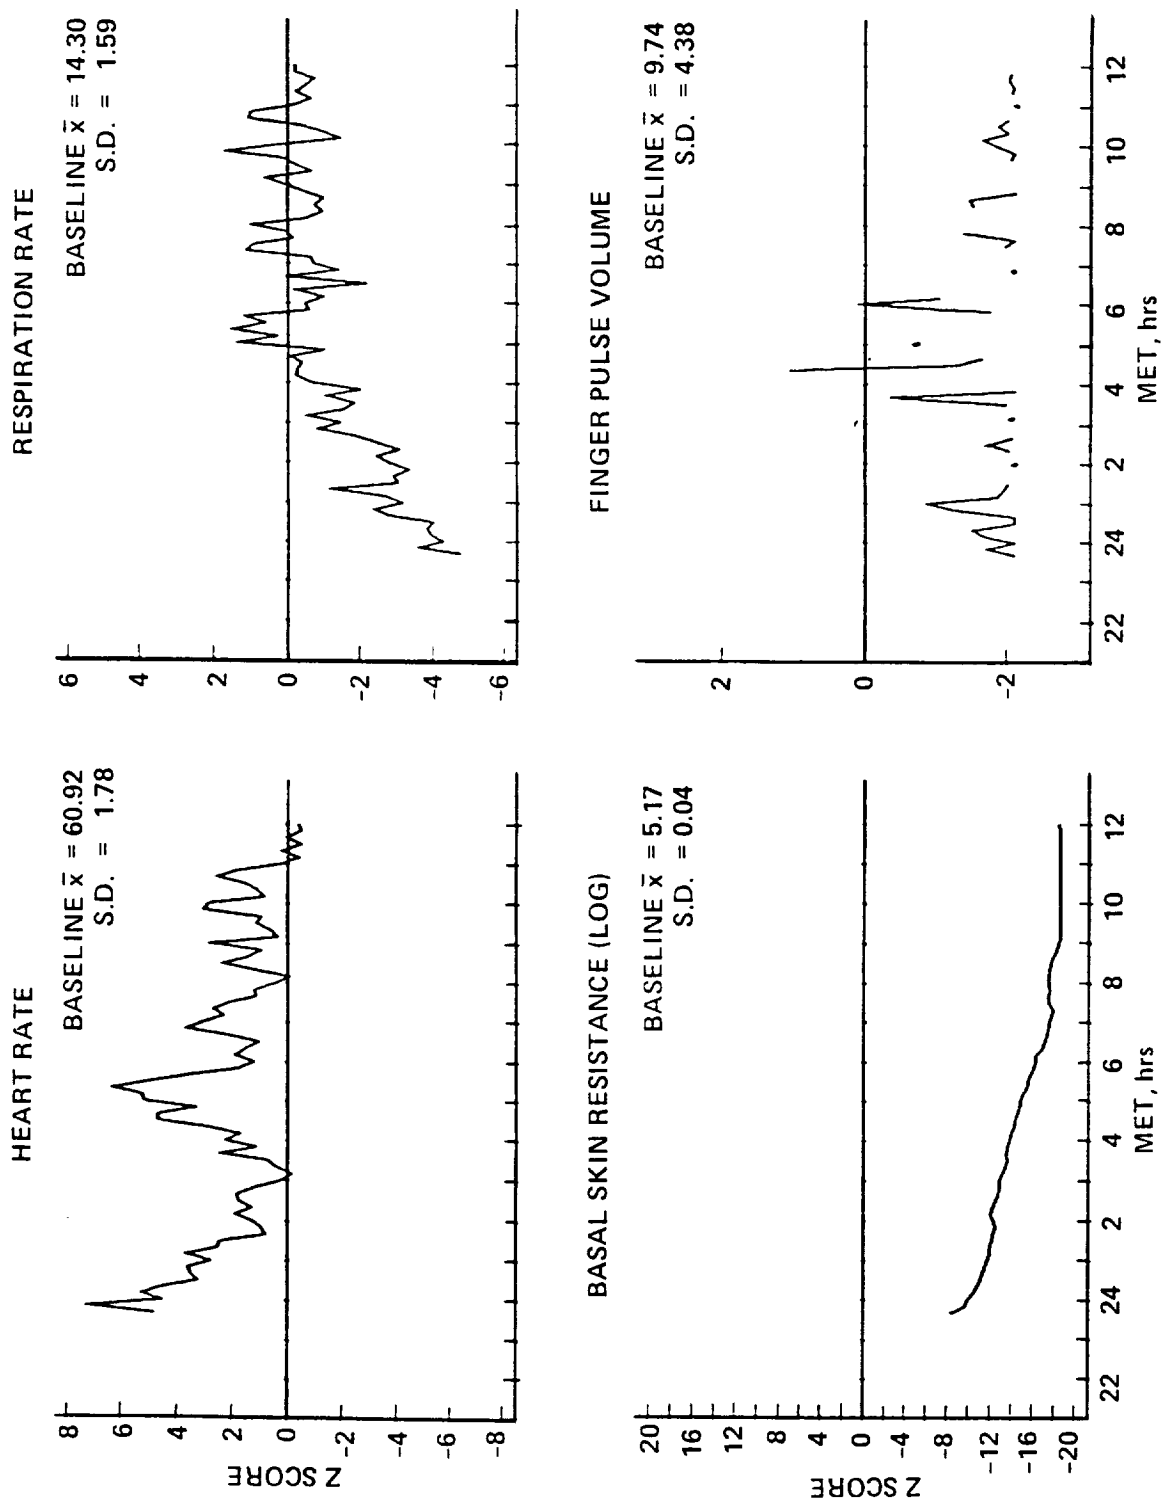 HEART RATE
BASELINE x̄ = 60.92
S.D. = 1.78
8
6
4
2
0
-2
-4
-6
-8
Z SCORE
RESPIRATION RATE
BASELINE x̄ = 14.30
S.D. = 1.59
6
4
2
0
-2
-4
-6
BASAL SKIN RESISTANCE (LOG)
BASELINE x̄ = 5.17
S.D. = 0.04
20
16
12
8
4
0
-4
-8
-12
-16
-20
Z SCORE
22 24 2 4 6 8 10 12
MET, hrs
FINGER PULSE VOLUME
BASELINE x̄ = 9.74
S.D. = 4.38
2
0
-2
22 24 2 4 6 8 10 12
MET, hrs